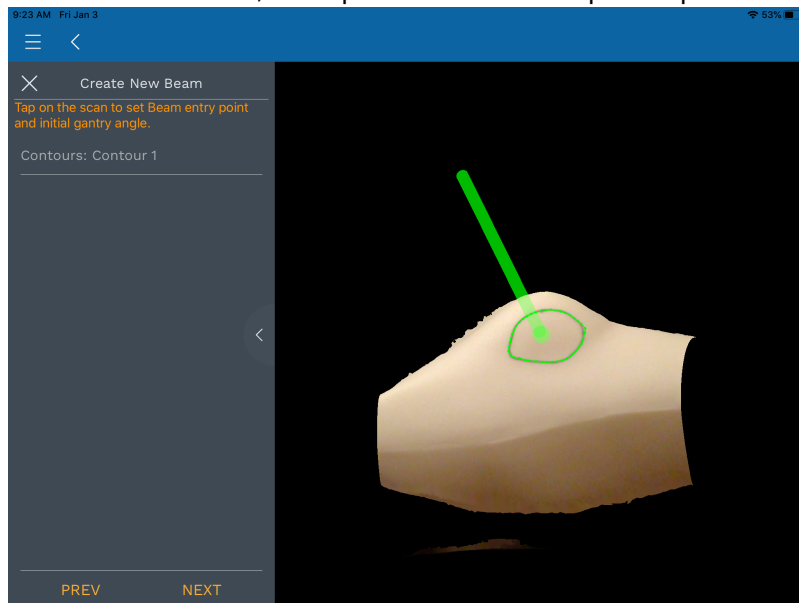 9:23 AM Fri Jan 3
53%
Create New Beam
Tap on the scan to set Beam entry point
and initial gantry angle.
Contours: Contour 1
PREV
NEXT